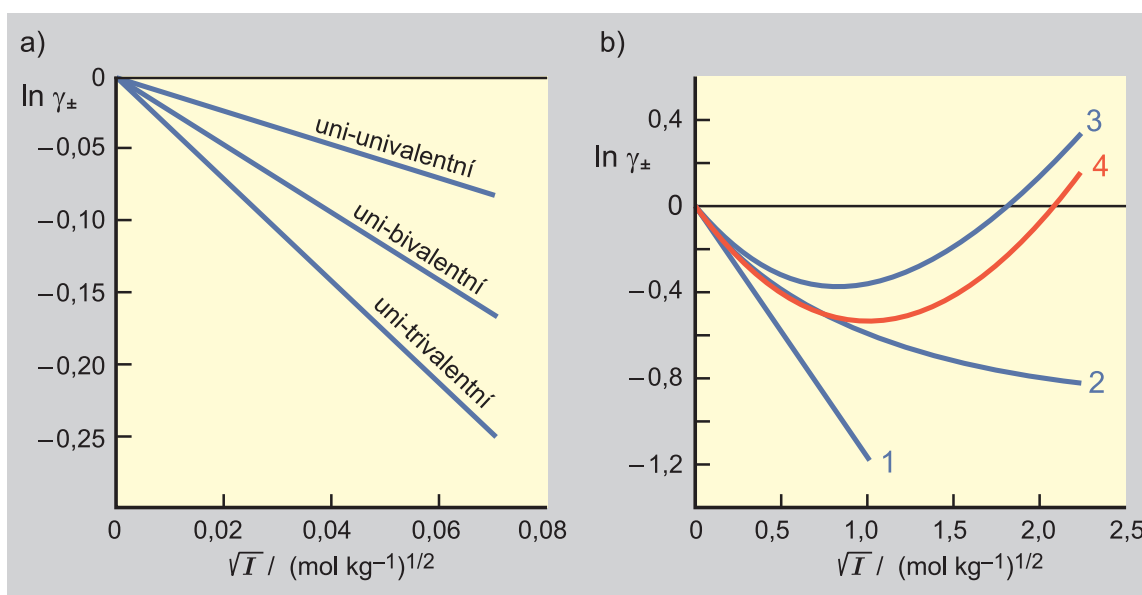 a)
ln γ±
0
−0,05
−0,10
−0,15
−0,20
−0,25
uni-univalentní
uni-bivalentní
uni-trivalentní
0
0,02
0,04
0,06
0,08
√I / (mol kg⁻¹)¹/²
b)
ln γ±
0,4
0
−0,4
−0,8
−1,2
3
4
2
1
0
0,5
1,0
1,5
2,0
2,5
√I / (mol kg⁻¹)¹/²